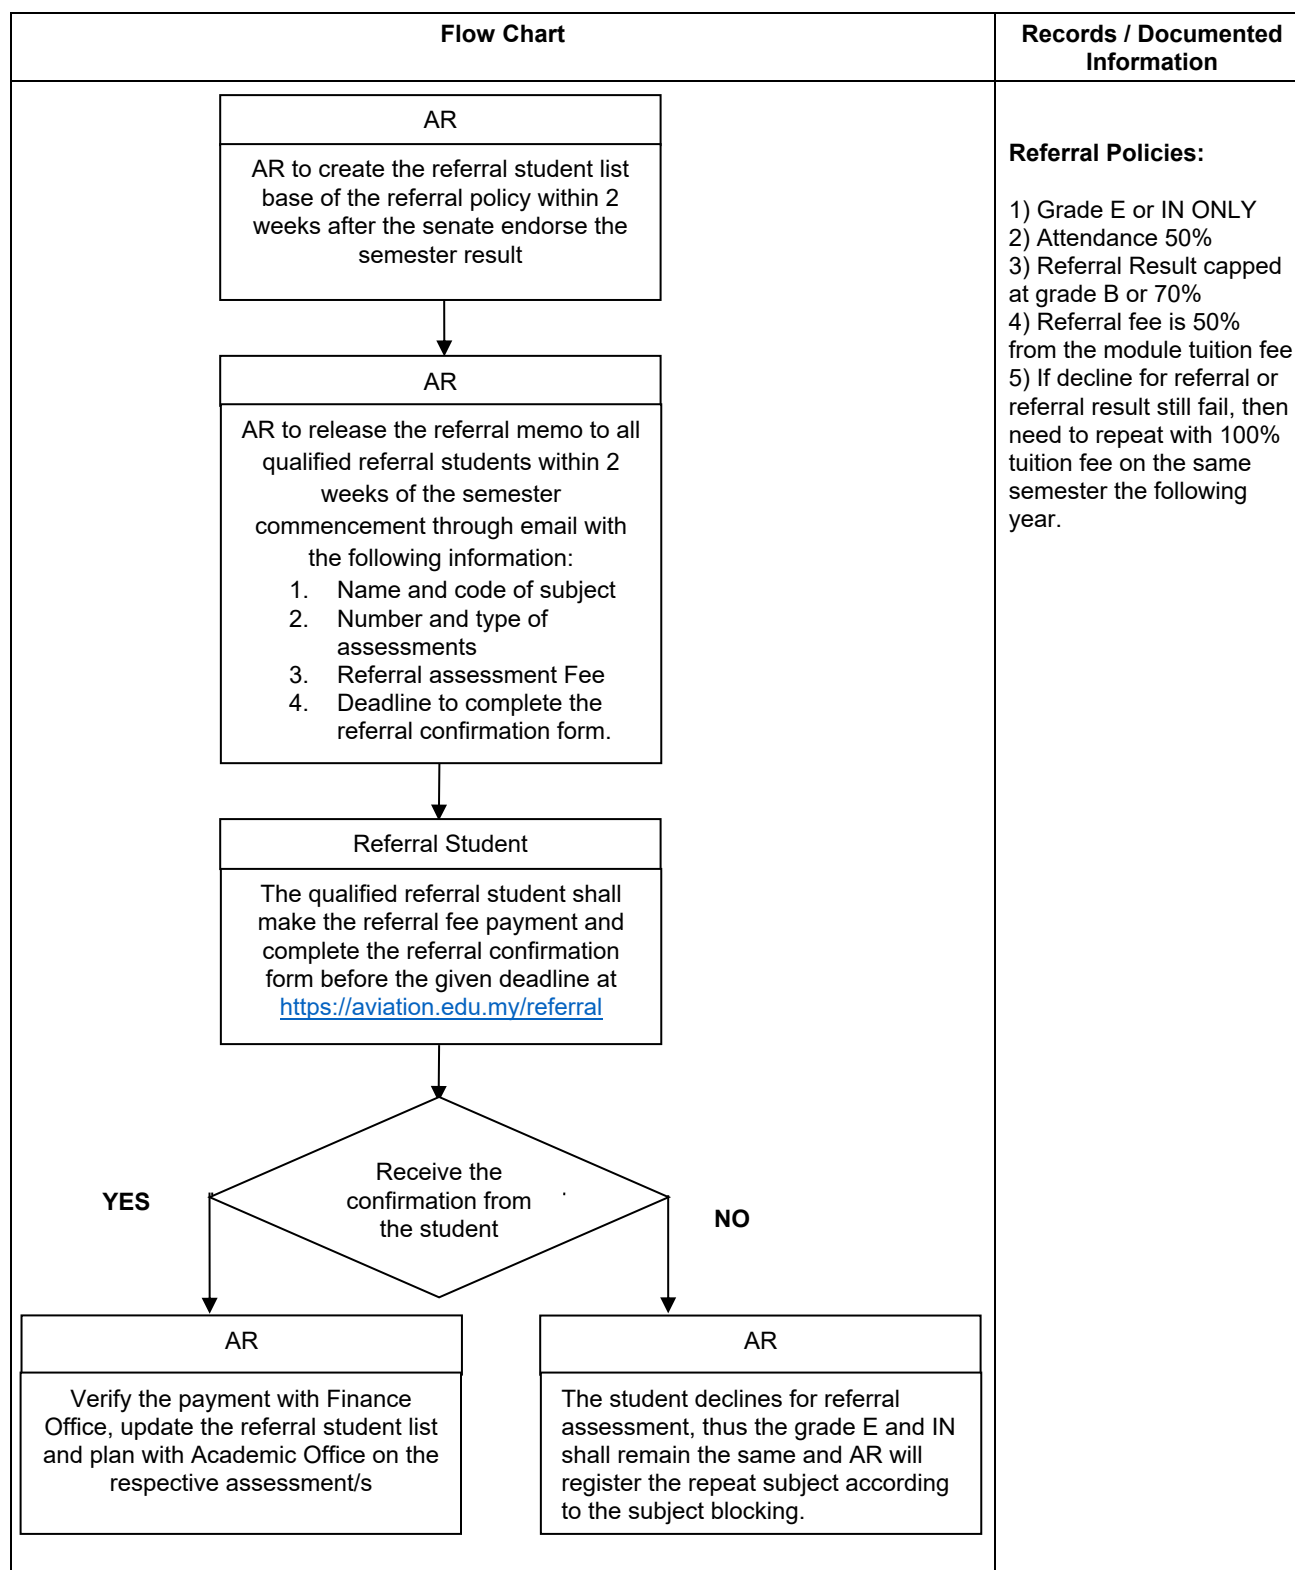 Flow Chart
Records / Documented
Information
AR
AR to create the referral student list
base of the referral policy within 2
weeks after the senate endorse the
semester result
Referral Policies:
1) Grade E or IN ONLY
2) Attendance 50%
3) Referral Result capped
at grade B or 70%
4) Referral fee is 50%
from the module tuition fee
5) If decline for referral or
referral result still fail, then
need to repeat with 100%
tuition fee on the same
semester the following
year.
AR
AR to release the referral memo to all
qualified referral students within 2
weeks of the semester
commencement through email with
the following information:
1. Name and code of subject
2. Number and type of
assessments
3. Referral assessment Fee
4. Deadline to complete the
referral confirmation form.
Referral Student
The qualified referral student shall
make the referral fee payment and
complete the referral confirmation
form before the given deadline at
https://aviation.edu.my/referral
Receive the
confirmation from
the student
YES
NO
AR
Verify the payment with Finance
Office, update the referral student list
and plan with Academic Office on the
respective assessment/s
AR
The student declines for referral
assessment, thus the grade E and IN
shall remain the same and AR will
register the repeat subject according
to the subject blocking.